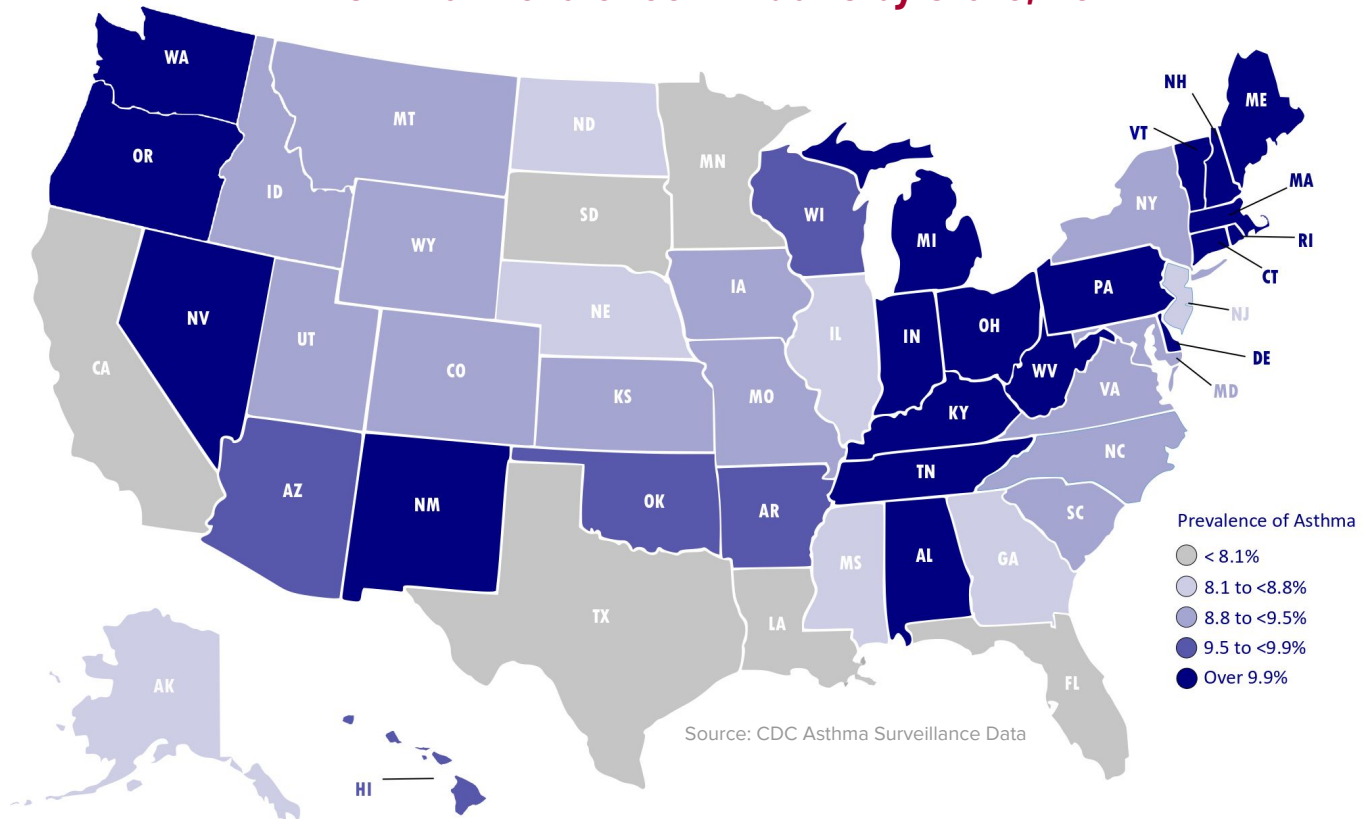 WA
NH
ME
MT
ND
VT
OR
MN
MA
ID
SD
WI
NY
WY
MI
RI
CT
IA
PA
NE
NJ
NV
OH
IL
IN
UT
DE
CA
CO
WV
VA
MD
KS
MO
KY
NC
TN
AZ
NM
OK
AR
SC
Prevalence of Asthma
AL
< 8.1%
MS
GA
8.1 to <8.8%
TX
LA
8.8 to <9.5%
9.5 to <9.9%
AK
FL
Over 9.9%
Source: CDC Asthma Surveillance Data
HI